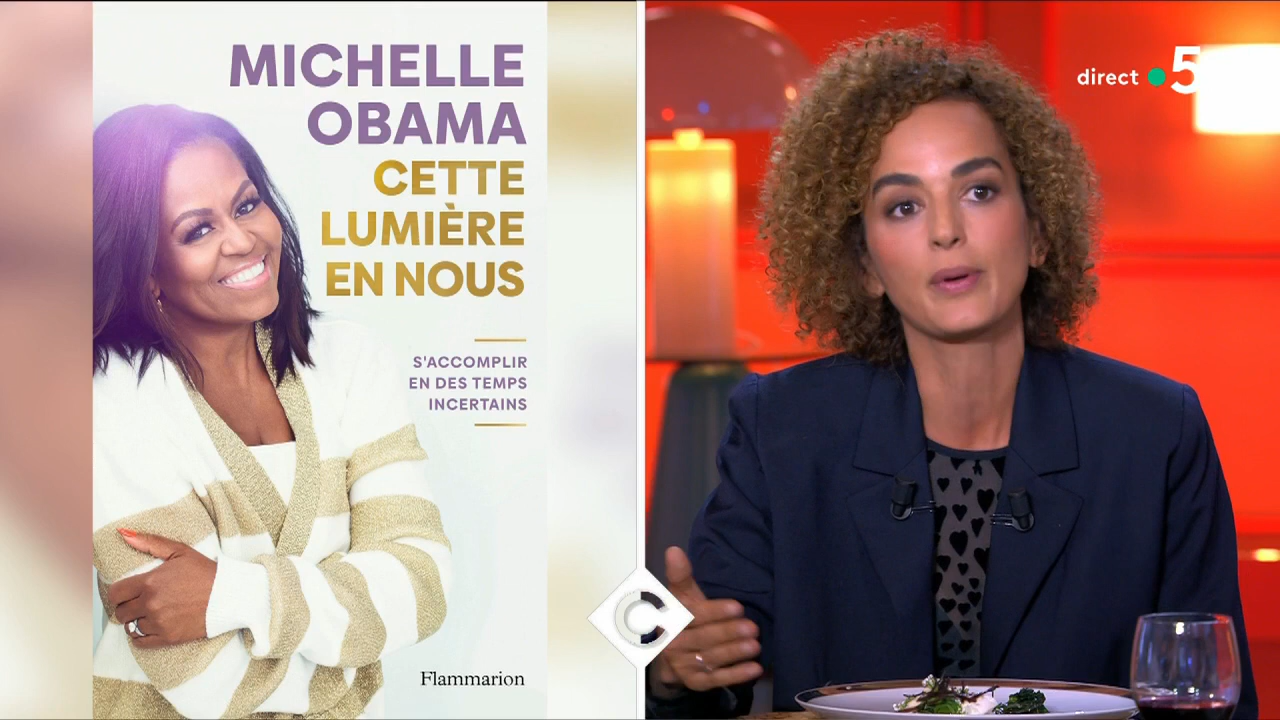 MICHELLE
OBAMA
CETTE
LUMIÈRE
EN NOUS
S'ACCOMPLIR
EN DES TEMPS
INCERTAINS
Flammarion
direct 5
C